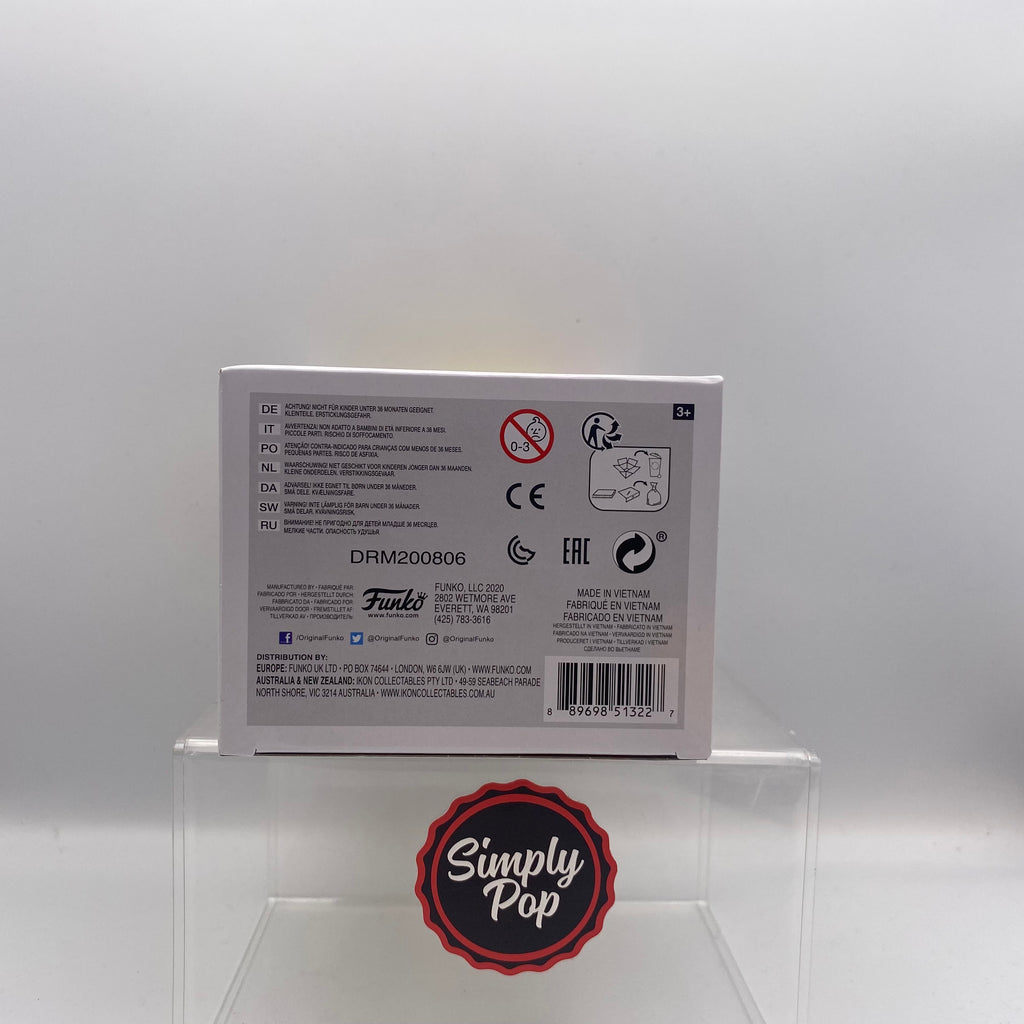 DE ACHTUNG! NICHT FÜR KINDER UNTER 36 MONATEN GEEIGNET.
KLEINTEILE. ERSTICKUNGSGEFAHR.
IT AVVERTENZA! NON ADATTO A BAMBINI DI ETÀ INFERIORE A 36 MESI.
PICCOLE PARTI. RISCHIO DI SOFFOCAMENTO.
PO ATENÇÃO! CONTRA-INDICADO PARA CRIANÇAS COM MENOS DE 36 MESES.
PEQUENAS PARTES. RISCO DE ASFIXIA.
NL WAARSCHUWING! NIET GESCHIKT VOOR KINDEREN JONGER DAN 36 MAANDEN.
KLEINE ONDERDELEN. VERSTIKKINGSGEVAAR.
DA ADVARSEL! IKKE EGNET TIL BØRN UNDER 36 MÅNEDER.
SMÅ DELE. KVÆLNINGSFARE.
SW VARNING! INTE LÄMPLIG FÖR BARN UNDER 36 MÅNADER.
SMÅ DELAR. KVÄVNINGSRISK.
RU ВНИМАНИЕ! НЕ ПРИГОДНО ДЛЯ ДЕТЕЙ МЛАДШЕ 36 МЕСЯЦЕВ.
МЕЛКИЕ ЧАСТИ. ОПАСНОСТЬ УДУШЬЯ.
0-3
3+
CE
EAC
®
DRM200806
MANUFACTURED BY • FABRIQUÉ PAR
FABRICADO POR • HERGESTELLT DURCH
FABBRICATO DA • FABRICADO POR
VERVAARDIGD DOOR • FREMSTILLET AF
TILLVERKAD AV • ПРОИЗВОДИТЕЛЬ
Funko
www.funko.com
FUNKO, LLC 2020
2802 WETMORE AVE
EVERETT, WA 98201
(425) 783-3616
/OriginalFunko @OriginalFunko @OriginalFunko
MADE IN VIETNAM
FABRIQUÉ EN VIETNAM
FABRICADO EN VIETNAM
HERGESTELLT IN VIETNAM • FABBRICATO IN VIETNAM
FABRICADO NA VIETNAM • VERVAARDIGD IN VIETNAM
PRODUCERET I VIETNAM • TILLVERKAD I VIETNAM
СДЕЛАНО ВО ВЬЕТНАМЕ
DISTRIBUTION BY:
EUROPE: FUNKO UK LTD • PO BOX 74644 • LONDON, W6 6JW (UK) • WWW.FUNKO.COM
AUSTRALIA & NEW ZEALAND: IKON COLLECTABLES PTY LTD • 49-59 SEABEACH PARADE
NORTH SHORE, VIC 3214 AUSTRALIA • WWW.IKONCOLLECTABLES.COM.AU
8 89698 51322 7
Simply
Pop